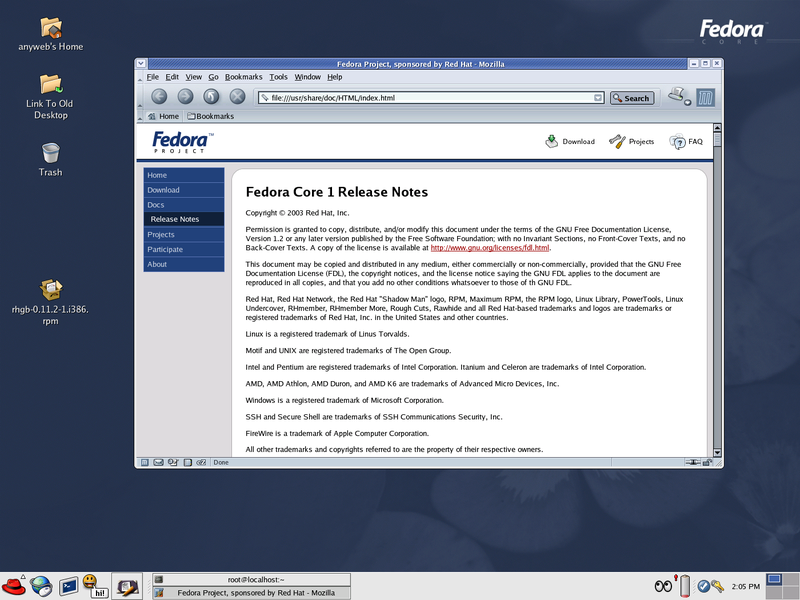 anyweb's Home
Link To Old
Desktop
Trash
rhgb-0.11.2-1.i386.
rpm
Fedora
CORE
Fedora Project, sponsored by Red Hat - Mozilla
File Edit View Go Bookmarks Tools Window Help
file:///usr/share/doc/HTML/index.html
Search
Home Bookmarks
Fedora™
PROJECT
Download Projects FAQ
Home
Download
Docs
Release Notes
Projects
Participate
About
Fedora Core 1 Release Notes
Copyright © 2003 Red Hat, Inc.
Permission is granted to copy, distribute, and/or modify this document under the terms of the GNU Free Documentation License,
Version 1.2 or any later version published by the Free Software Foundation; with no Invariant Sections, no Front-Cover Texts, and no
Back-Cover Texts. A copy of the license is available at http://www.gnu.org/licenses/fdl.html.
This document may be copied and distributed in any medium, either commercially or non-commercially, provided that the GNU Free
Documentation License (FDL), the copyright notices, and the license notice saying the GNU FDL applies to the document are
reproduced in all copies, and that you add no other conditions whatsoever to those of th GNU FDL.
Red Hat, Red Hat Network, the Red Hat "Shadow Man" logo, RPM, Maximum RPM, the RPM logo, Linux Library, PowerTools, Linux
Undercover, RHmember, RHmember More, Rough Cuts, Rawhide and all Red Hat-based trademarks and logos are trademarks or
registered trademarks of Red Hat, Inc. in the United States and other countries.
Linux is a registered trademark of Linus Torvalds.
Motif and UNIX are registered trademarks of The Open Group.
Intel and Pentium are registered trademarks of Intel Corporation. Itanium and Celeron are trademarks of Intel Corporation.
AMD, AMD Athlon, AMD Duron, and AMD K6 are trademarks of Advanced Micro Devices, Inc.
Windows is a registered trademark of Microsoft Corporation.
SSH and Secure Shell are trademarks of SSH Communications Security, Inc.
FireWire is a trademark of Apple Computer Corporation.
All other trademarks and copyrights referred to are the property of their respective owners.
Done
hi!
root@localhost:~
Fedora Project, sponsored by Red Hat - Mozilla
2:05 PM